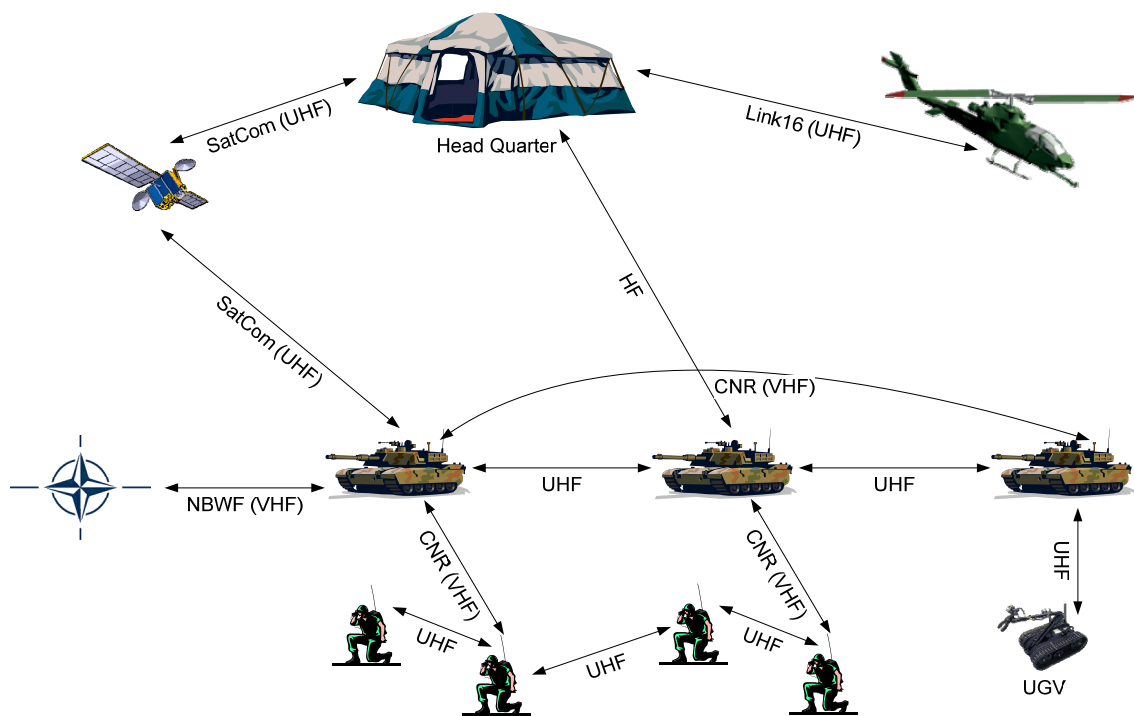 SatCom (UHF)
Head Quarter
Link16 (UHF)
HF
SatCom (UHF)
CNR (VHF)
NBWF (VHF)
UHF
UHF
CNR (VHF)
CNR (VHF)
UHF
UHF
UHF
UHF
UGV